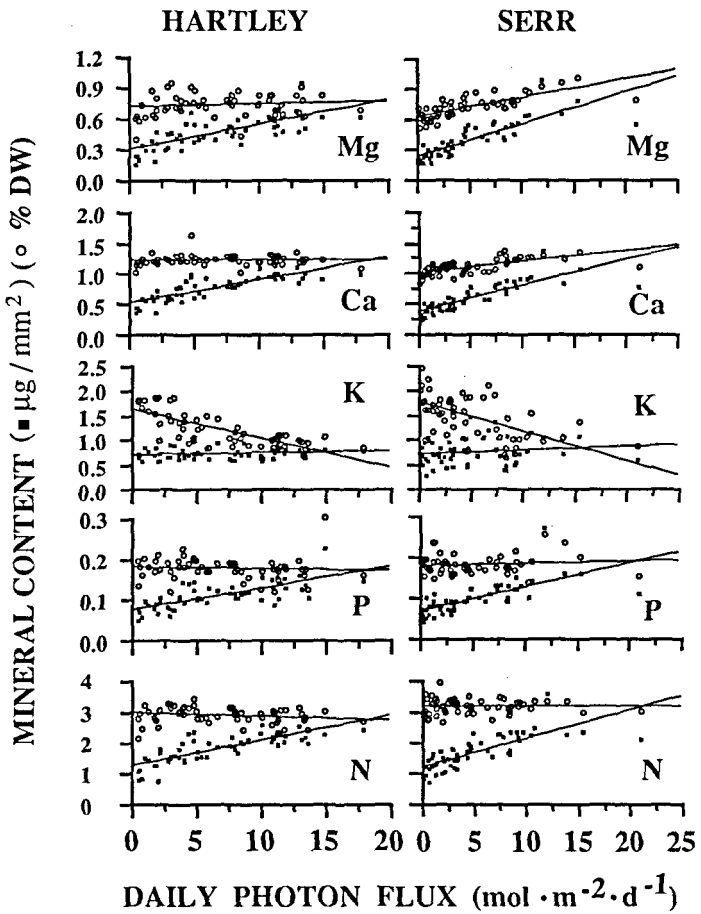 HARTLEY SERR
MINERAL CONTENT (■ µg / mm²) (○ % DW)
1.2
0.9
0.6
0.3
0.0
Mg Mg
2.0
1.5
1.0
0.5
0.0
Ca Ca
2.5
2.0
1.5
1.0
0.5
0.0
K K
0.3
0.2
0.1
0.0
P P
4
3
2
1
0
N N
0 5 10 15 20 0 5 10 15 20 25
DAILY PHOTON FLUX (mol · m⁻² · d⁻¹)